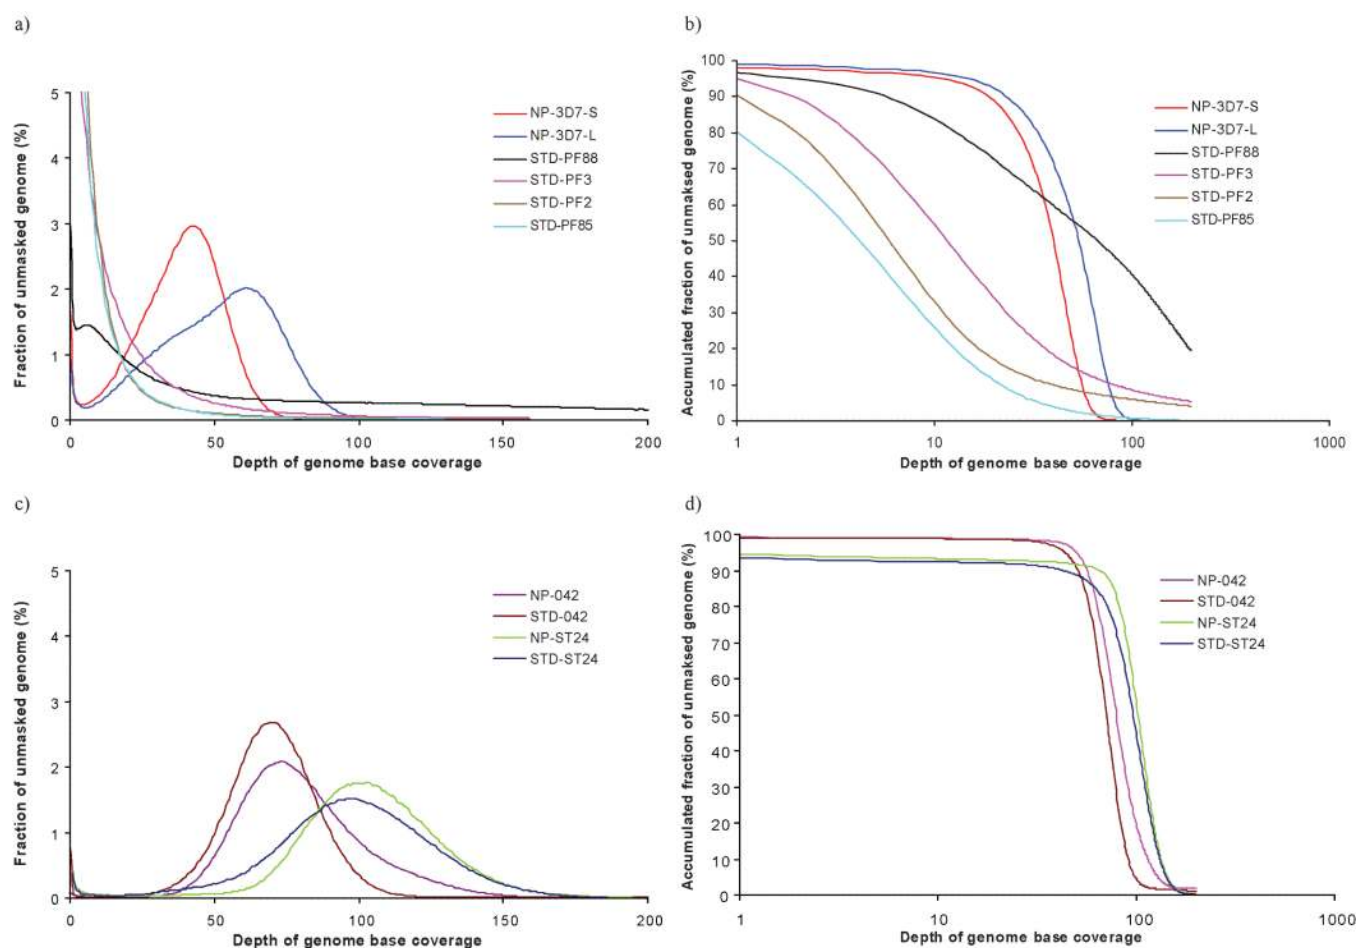 a)
Fraction of unmasked genome (%)
5
4
3
2
1
0
0 50 100 150 200
Depth of genome base coverage
NP-3D7-S
NP-3D7-L
STD-PF88
STD-PF3
STD-PF2
STD-PF85
b)
Accumulated fraction of unmaksed genome (%)
100
90
80
70
60
50
40
30
20
10
0
1 10 100 1000
Depth of genome base coverage
NP-3D7-S
NP-3D7-L
STD-PF88
STD-PF3
STD-PF2
STD-PF85
c)
Fraction of unmasked genome (%)
5
4
3
2
1
0
0 50 100 150 200
Depth of genome base coverage
NP-042
STD-042
NP-ST24
STD-ST24
d)
Accumulated fraction of unmaksed genome (%)
100
90
80
70
60
50
40
30
20
10
0
1 10 100 1000
Depth of genome base coverage
NP-042
STD-042
NP-ST24
STD-ST24